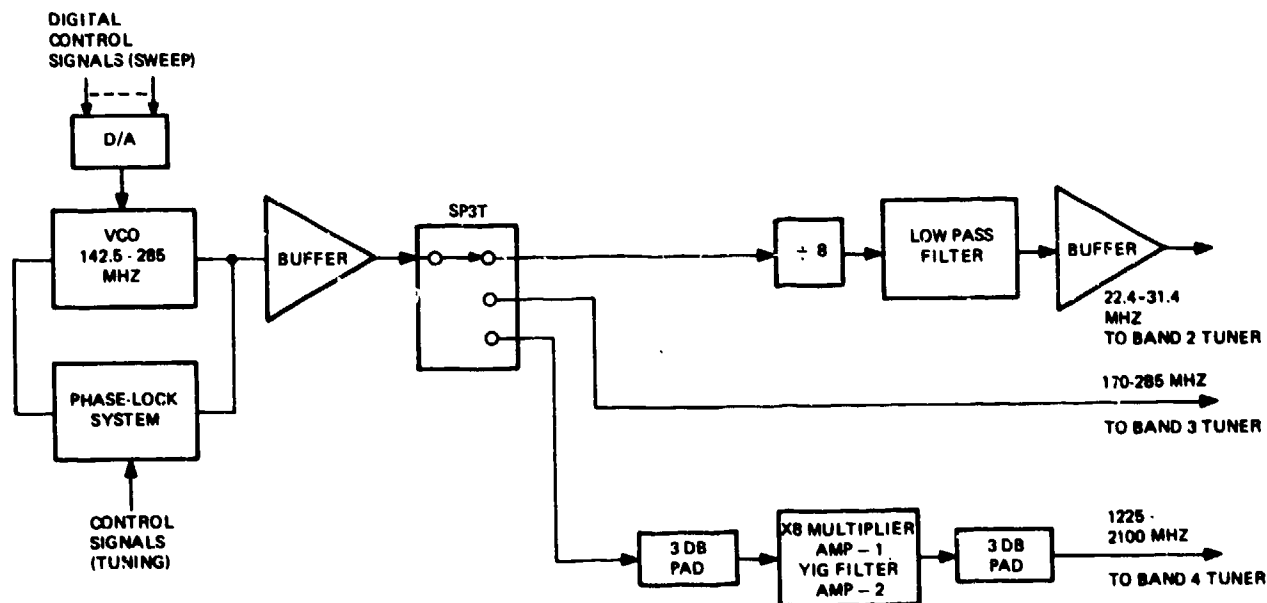 DIGITAL
CONTROL
SIGNALS (SWEEP)
D/A
VCO
142.5 - 285
MHZ
PHASE-LOCK
SYSTEM
CONTROL
SIGNALS
(TUNING)
BUFFER
SP3T
÷ 8
LOW PASS
FILTER
BUFFER
22.4-31.4
MHZ
TO BAND 2 TUNER
170-285 MHZ
TO BAND 3 TUNER
3 DB
PAD
X8 MULTIPLIER
AMP - 1
YIG FILTER
AMP - 2
3 DB
PAD
1225 -
2100 MHZ
TO BAND 4 TUNER